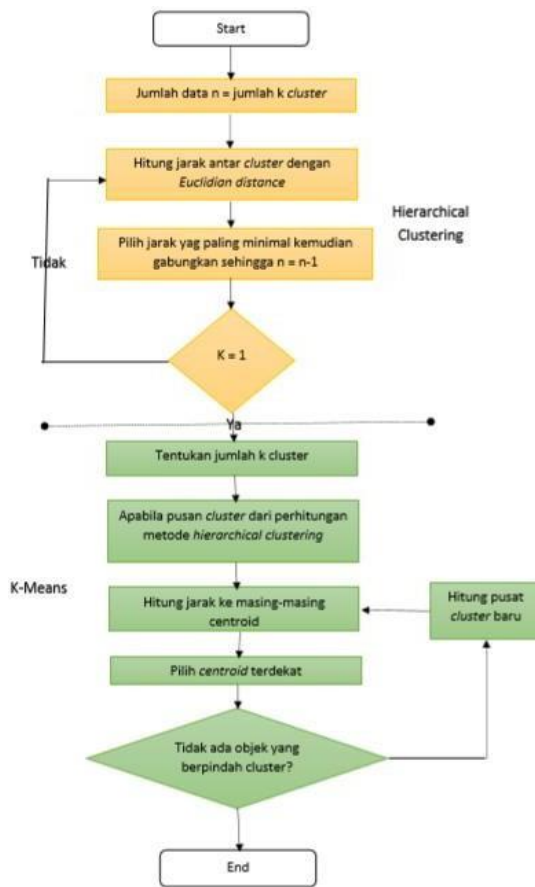 Start
Jumlah data n = jumlah k cluster
Hitung jarak antar cluster dengan
Euclidian distance
Hierarchical
Clustering
Pilih jarak yag paling minimal kemudian
gabungkan sehingga n = n-1
Tidak
K = 1
Ya
Tentukan jumlah k cluster
Apabila pusan cluster dari perhitungan
metode hierarchical clustering
K-Means
Hitung jarak ke masing-masing
centroid
Hitung pusat
cluster baru
Pilih centroid terdekat
Tidak ada objek yang
berpindah cluster?
End